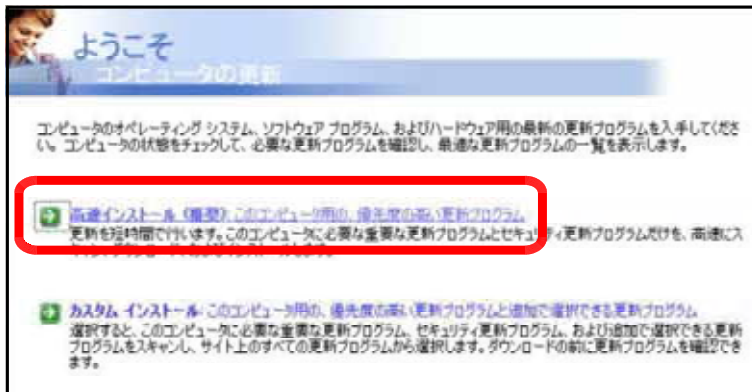 ようこそ
コンピュータの更新
コンピュータのオペレーティング システム、ソフトウェア プログラム、およびハードウェア用の最新の更新プログラムを入手してくださ
い。コンピュータの状態をチェックして、必要な更新プログラムを確認し、最適な更新プログラムの一覧を表示します。
高速インストール (推奨): このコンピュータ用の、優先度の高い更新プログラム
更新を短時間で行います。このコンピュータに必要な重要な更新プログラムとセキュリティ更新プログラムだけを、高速にス
カスタム インストール: このコンピュータ用の、優先度の高い更新プログラムと追加で選択できる更新プログラム
選択すると、このコンピュータに必要な重要な更新プログラム、セキュリティ更新プログラム、および追加で選択できる更新
プログラムをスキャンし、サイト上のすべての更新プログラムから選択します。ダウンロードの前に更新プログラムを確認でき
ます。